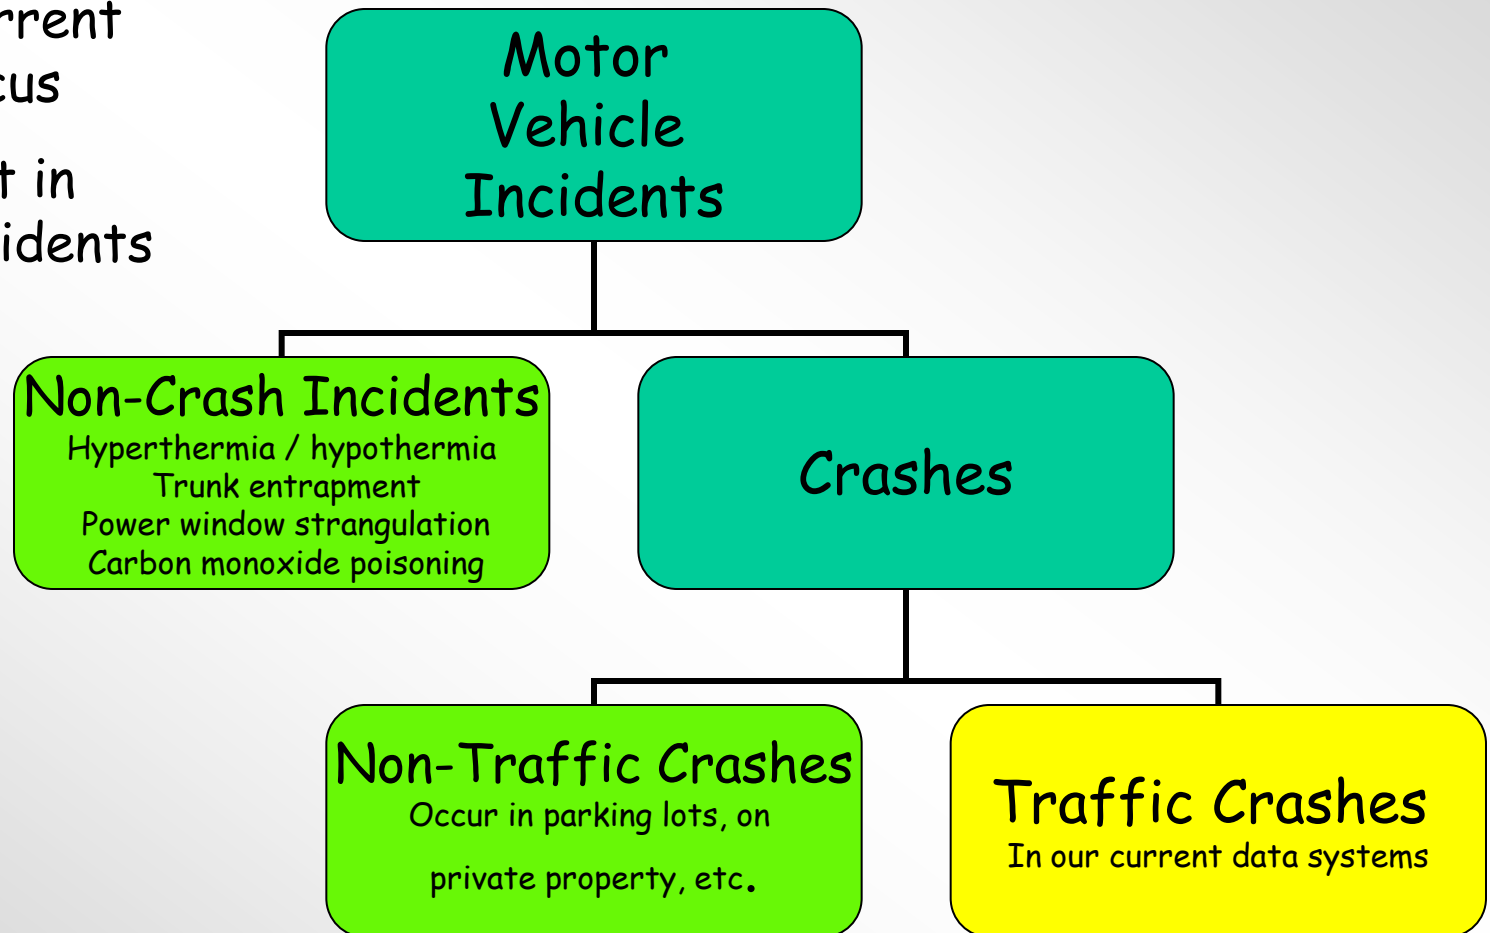 rrent
cus
t in
idents
Motor
Vehicle
Incidents
Non-Crash Incidents
Hyperthermia / hypothermia
Trunk entrapment
Power window strangulation
Carbon monoxide poisoning
Crashes
Non-Traffic Crashes
Occur in parking lots, on
private property, etc.
Traffic Crashes
In our current data systems